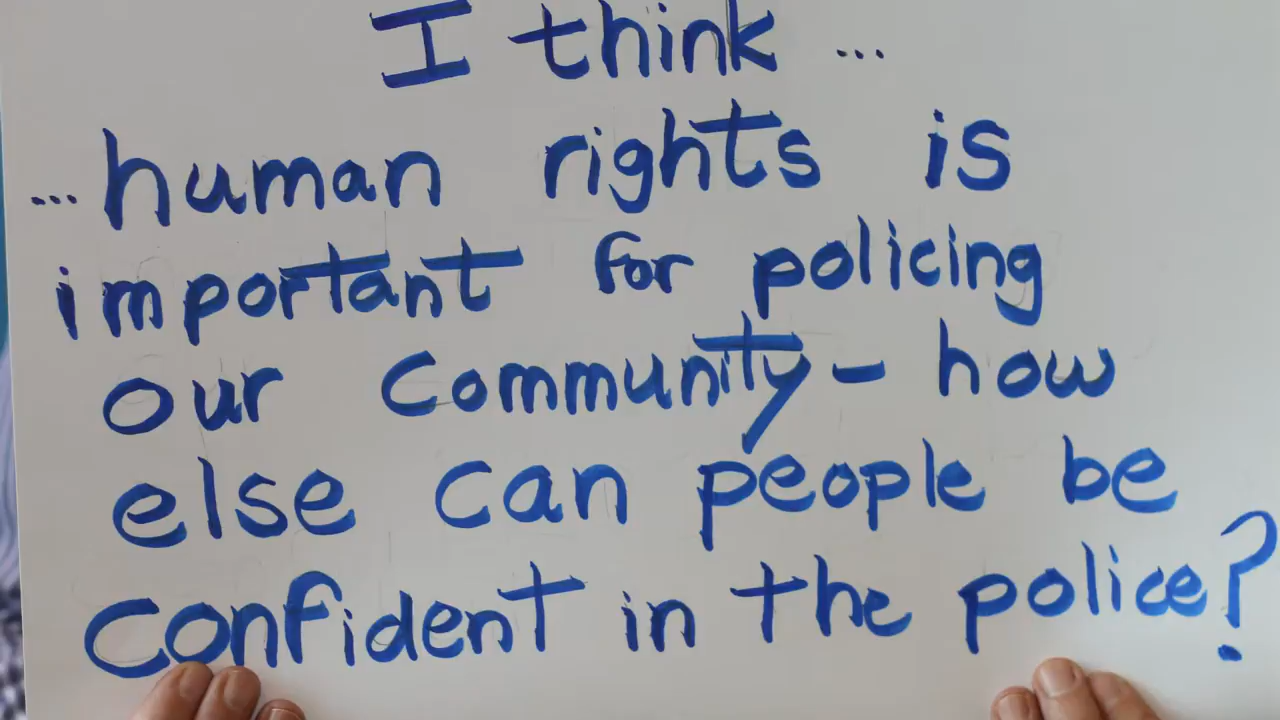 I think ...
... human rights is
important for policing
our community - how
else can people be
confident in the police?